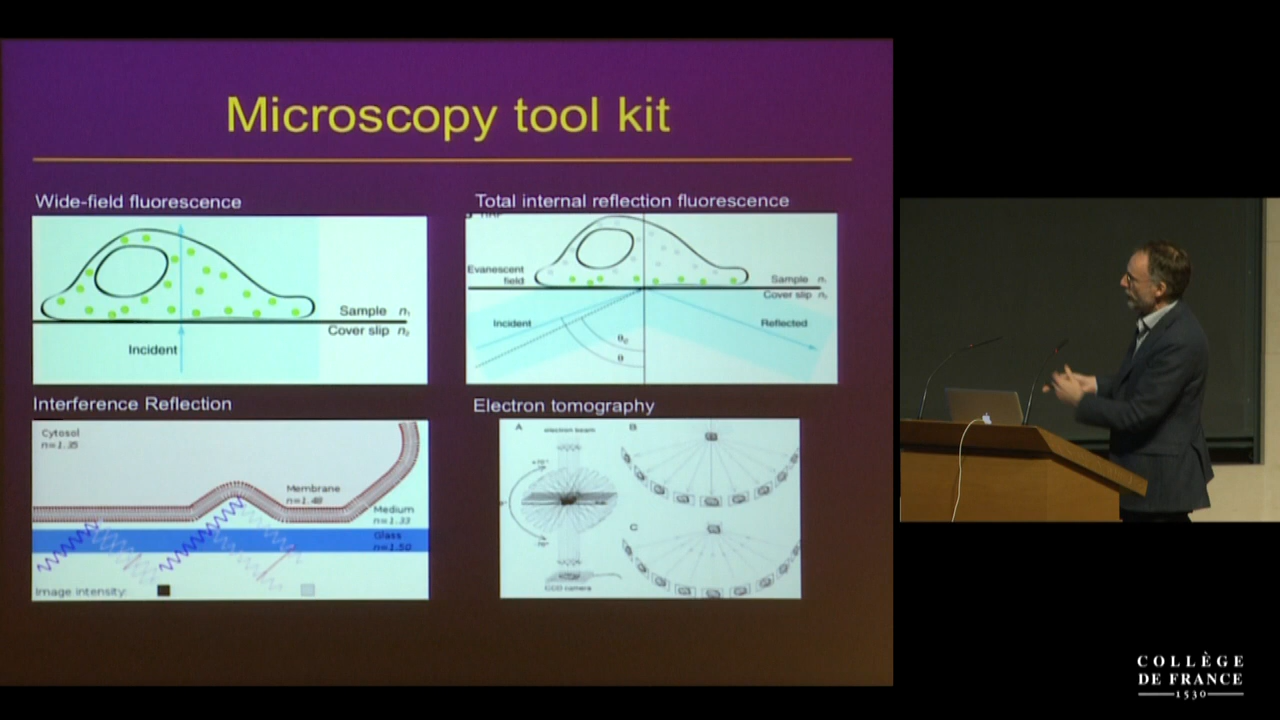 Microscopy tool kit
Wide-field fluorescence
Sample n₁
Cover slip n₂
Incident
Total internal reflection fluorescence
Evanescent
field
Sample n₁
Cover slip n₂
Incident
Reflected
θc
θ
Interference Reflection
Cytosol
n=1.35
Membrane
n=1.48
Medium
n=1.33
Glass
n=1.50
Image intensity:
Electron tomography
A
electron beam
CCD camera
B
C
COLLÈGE
DE FRANCE
1530